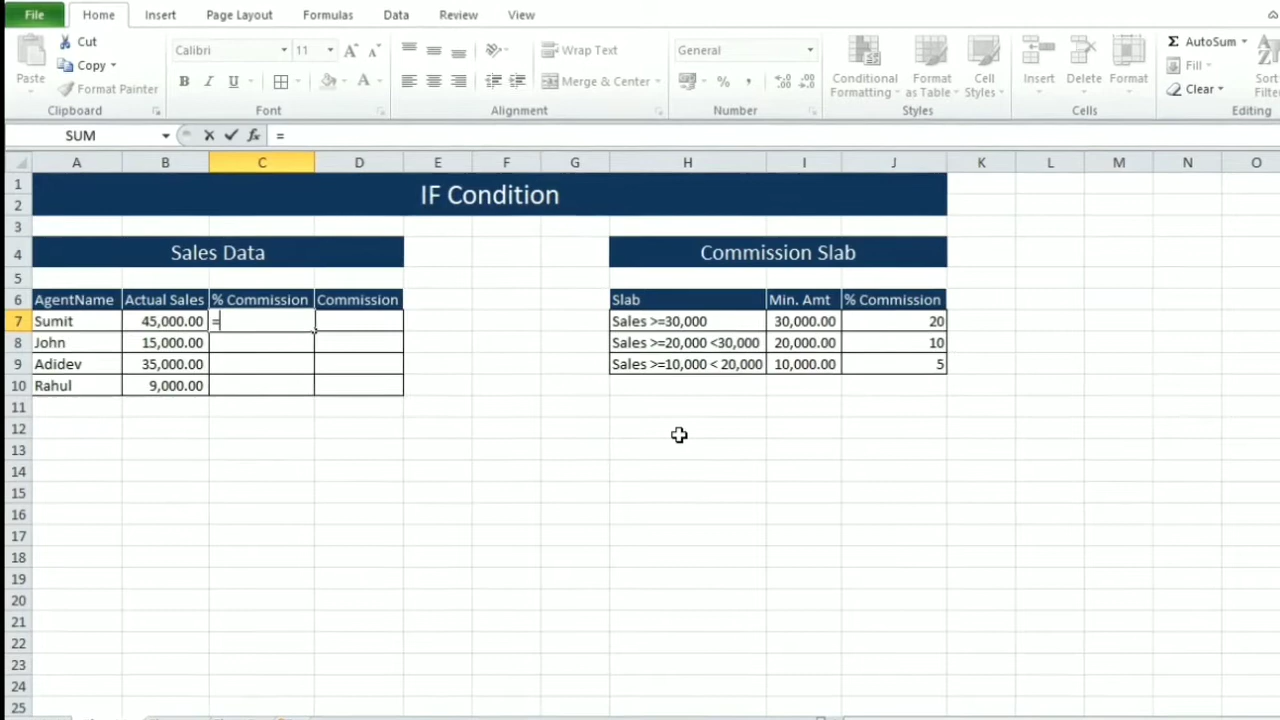 File Home Insert Page Layout Formulas Data Review View
Cut
Copy
Format Painter
Paste
Clipboard
Calibri 11 A A
B I U A
Font
Wrap Text
Merge & Center
Alignment
General
% ,
Number
Conditional Formatting
Format as Table
Cell Styles
Styles
Insert Delete Format
Cells
Σ AutoSum
Fill
Clear
Editing
SUM fx =
A B C D E F G H I J K L M N O
1 IF Condition
2
3
4 Sales Data Commission Slab
5
6 AgentName Actual Sales % Commission Commission Slab Min. Amt % Commission
7 Sumit 45,000.00 = Sales >=30,000 30,000.00 20
8 John 15,000.00 Sales >=20,000 <30,000 20,000.00 10
9 Adidev 35,000.00 Sales >=10,000 < 20,000 10,000.00 5
10 Rahul 9,000.00
11
12
13
14
15
16
17
18
19
20
21
22
23
24
25